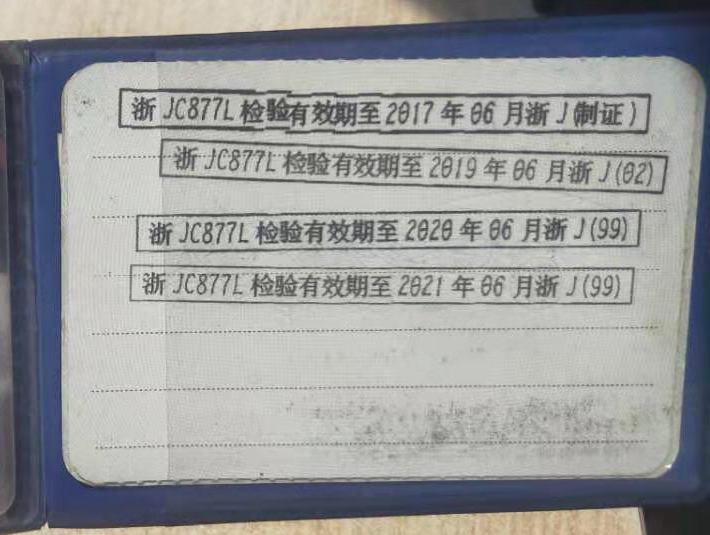 浙 JC877L 检验有效期至 2017 年 06 月浙 J (制证)
浙 JC877L 检验有效期至 2019 年 06 月浙 J (02)
浙 JC877L 检验有效期至 2020 年 06 月浙 J (99)
浙 JC877L 检验有效期至 2021 年 06 月浙 J (99)